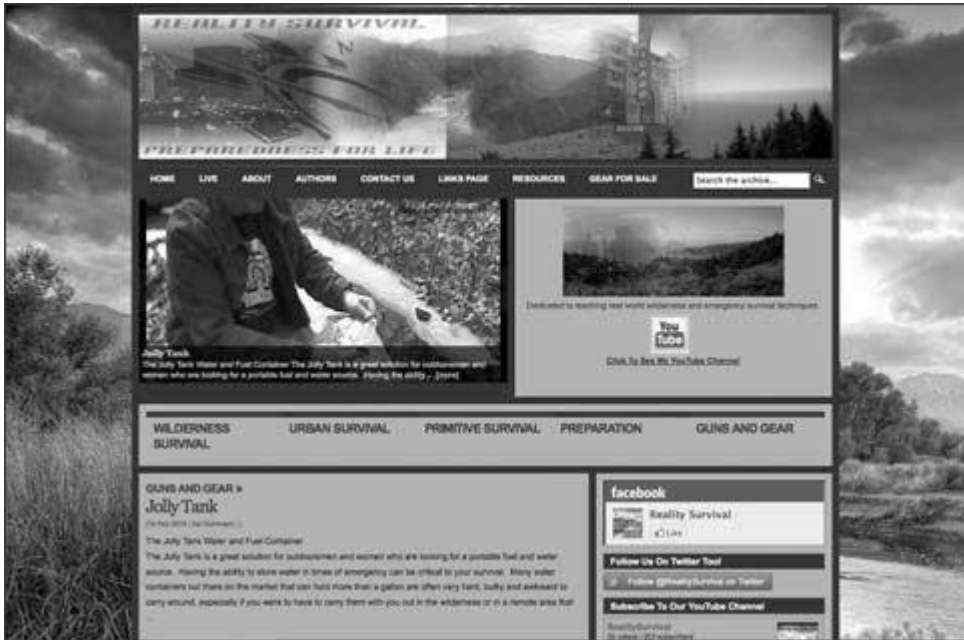 REALITY SURVIVAL
PREPAREDNESS FOR LIFE
HOME LIVE ABOUT AUTHORS CONTACT US LINKS PAGE RESOURCES GEAR FOR SALE Search the archive...
Jolly Tank
The Jolly Tank Water and Fuel Container The Jolly Tank is a great solution for outdoorsmen and
women who are looking for a portable fuel and water source. Having the ability ... [more]
Dedicated to teaching real world wilderness and emergency survival techniques
You
Tube
Click To See My YouTube Channel
WILDERNESS SURVIVAL
URBAN SURVIVAL
PRIMITIVE SURVIVAL
PREPARATION
GUNS AND GEAR
GUNS AND GEAR »
Jolly Tank
The Jolly Tank Water and Fuel Container
The Jolly Tank is a great solution for outdoorsmen and women who are looking for a portable fuel and water
source. Having the ability to store water in times of emergency can be critical to your survival. Many water
containers out there on the market that can hold more than a gallon are often very hard, bulky and awkward to
carry around, especially if you were to have to carry them with you out in the wilderness or in a remote area that
facebook
Reality Survival
Like
Follow Us On Twitter Too!
Follow @RealitySurvival on Twitter
Subscribe To Our YouTube Channel
RealitySurvival